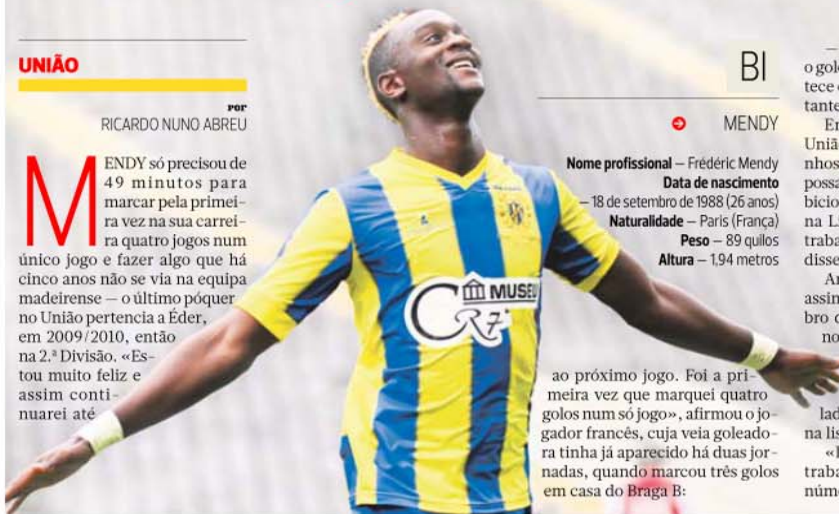 UNIÃO
POR
RICARDO NUNO ABREU
MENDY só precisou de
49 minutos para
marcar pela primei-
ra vez na sua carrei-
ra quatro jogos num
único jogo e fazer algo que há
cinco anos não se via na equipa
madeirense — o último póquer
no União pertencia a Éder,
em 2009/2010, então
na 2.ª Divisão. «Es-
tou muito feliz e
assim conti-
nuarei até
MUSEU
CR7
BI
MENDY
Nome profissional — Frédéric Mendy
Data de nascimento
— 18 de setembro de 1988 (26 anos)
Naturalidade — Paris (França)
Peso — 89 quilos
Altura — 1,94 metros
ao próximo jogo. Foi a pri-
meira vez que marquei quatro
golos num só jogo», afirmou o jo-
gador francês, cuja veia goleado-
ra tinha já aparecido há duas jor-
nadas, quando marcou três golos
em casa do Braga B:
—
o gol
tece
tante
Uniã
nhos
possa
bicio
na L
traba
disse
assin
bro
no
lad
na lis
traba
núme